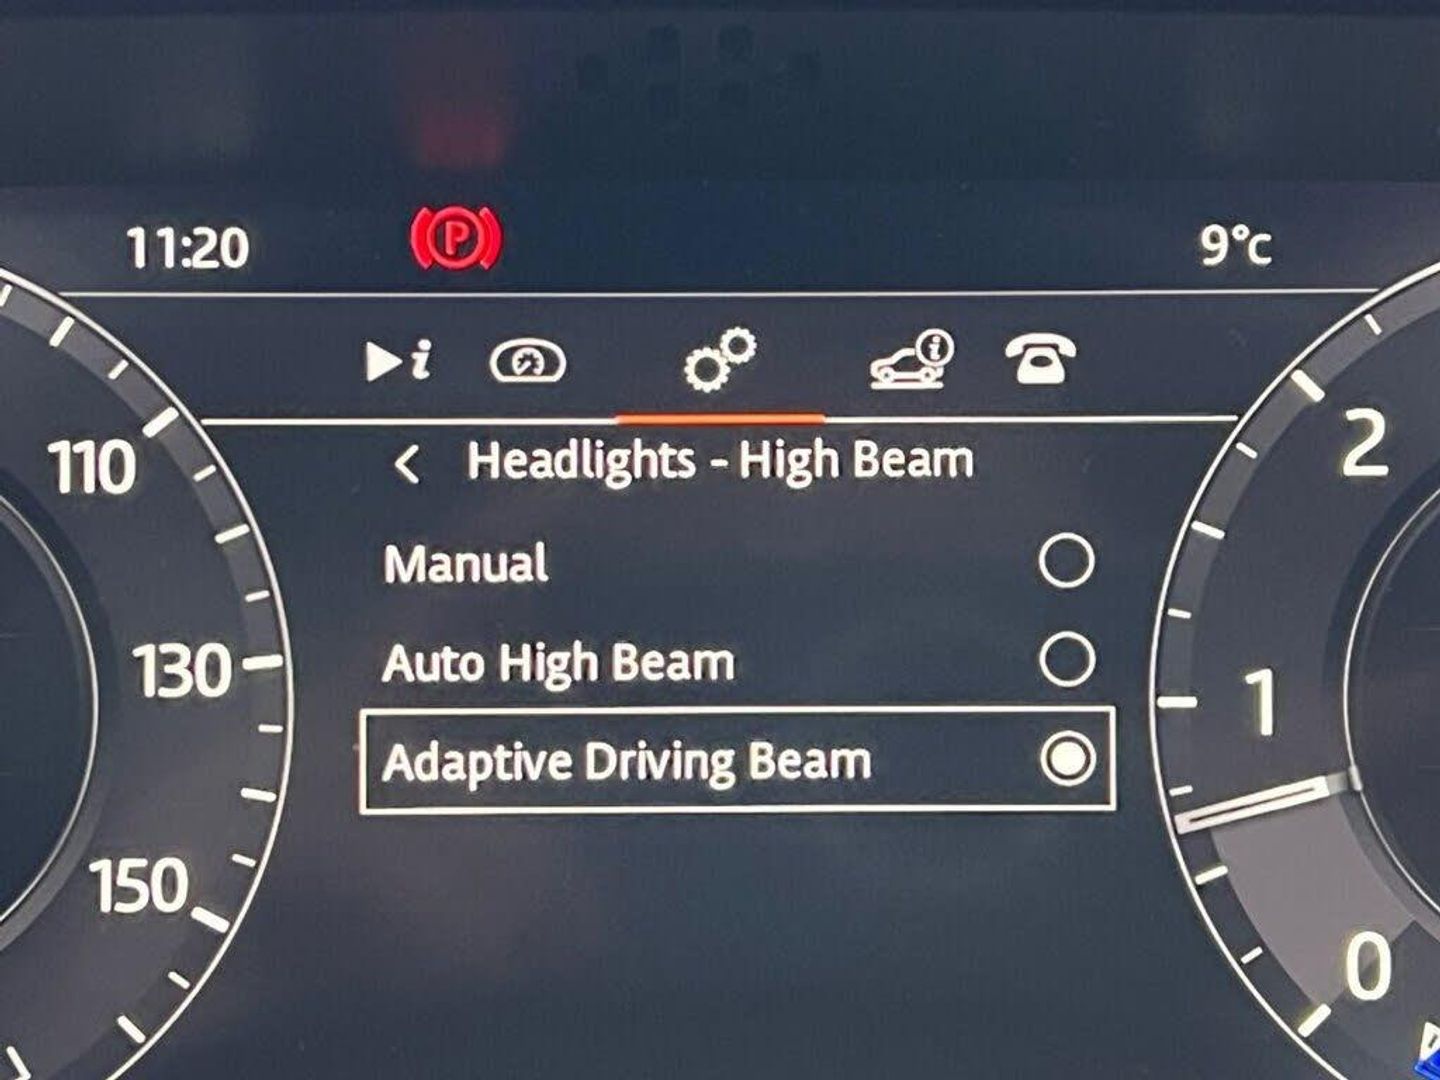 11:20
P
9°c
i
i
Headlights - High Beam
Manual
Auto High Beam
Adaptive Driving Beam
110
130
150
2
1
0